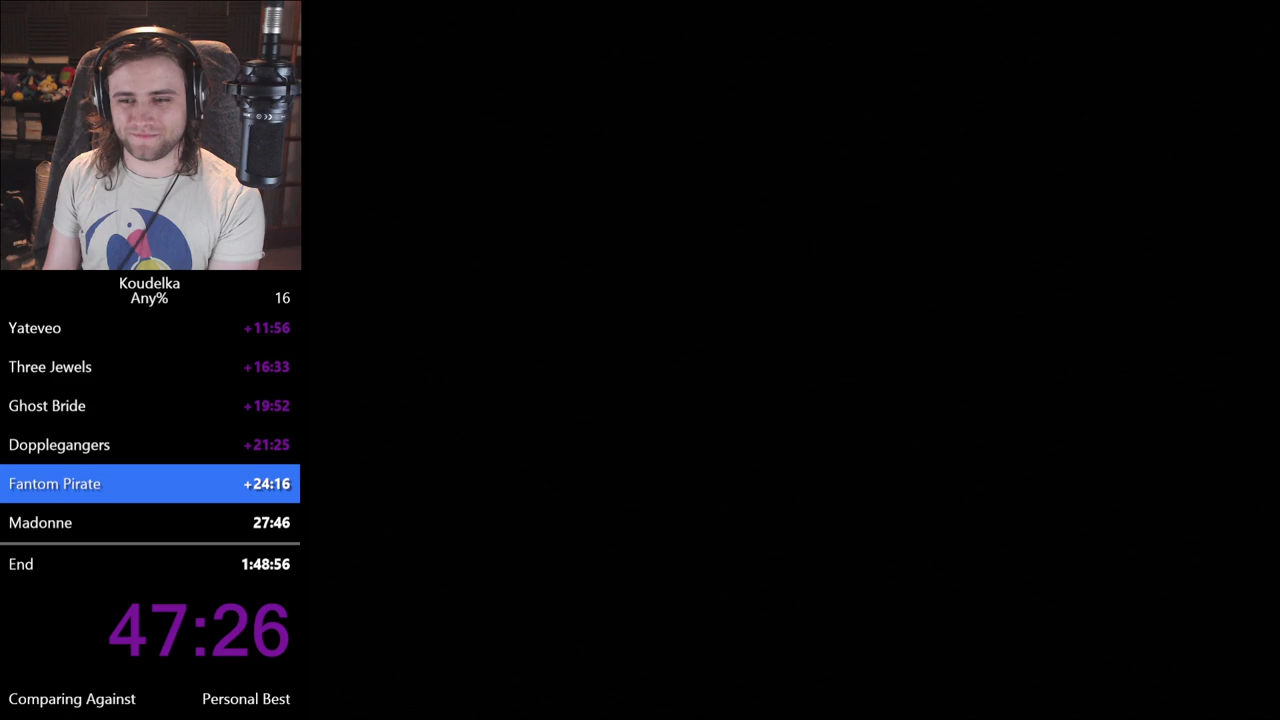 Koudelka
Any% 16
Yateveo +11:56
Three Jewels +16:33
Ghost Bride +19:52
Dopplegangers +21:25
Fantom Pirate +24:16
Madonne 27:46
End 1:48:56
47:26
Comparing Against Personal Best